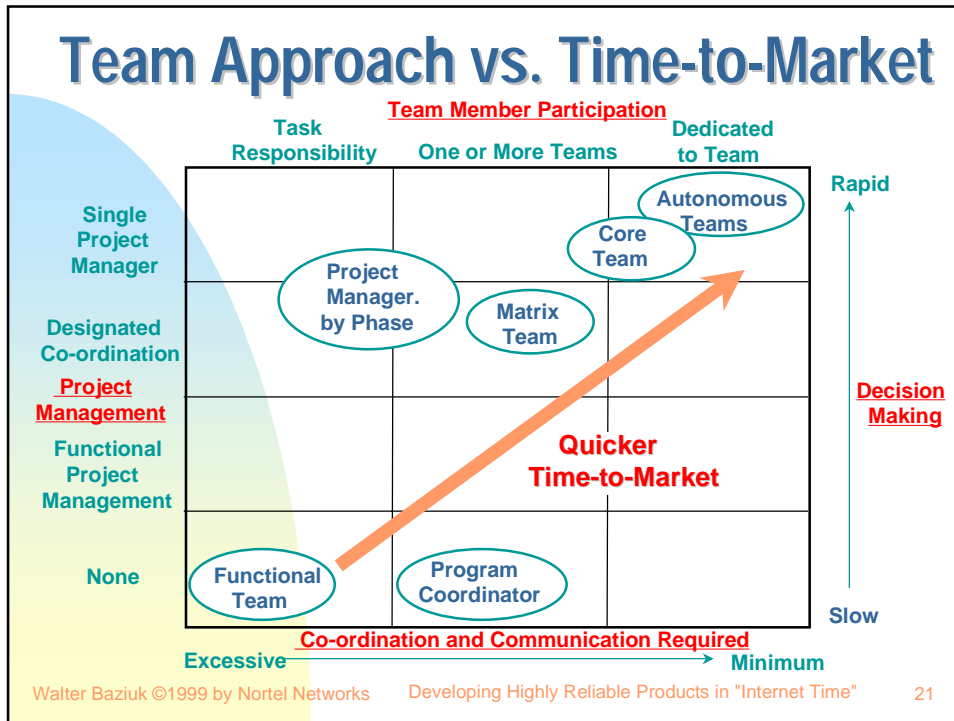 Team Approach vs. Time-to-Market
Team Member Participation
Task
Responsibility
One or More Teams
Dedicated
to Team
Single
Project
Manager
Designated
Co-ordination
Project
Management
Functional
Project
Management
None
Autonomous
Teams
Core
Team
Project
Manager.
by Phase
Matrix
Team
Quicker
Time-to-Market
Functional
Team
Program
Coordinator
Rapid
Decision
Making
Slow
Co-ordination and Communication Required
Excessive
Minimum
Walter Baziuk ©1999 by Nortel Networks
Developing Highly Reliable Products in "Internet Time"
21